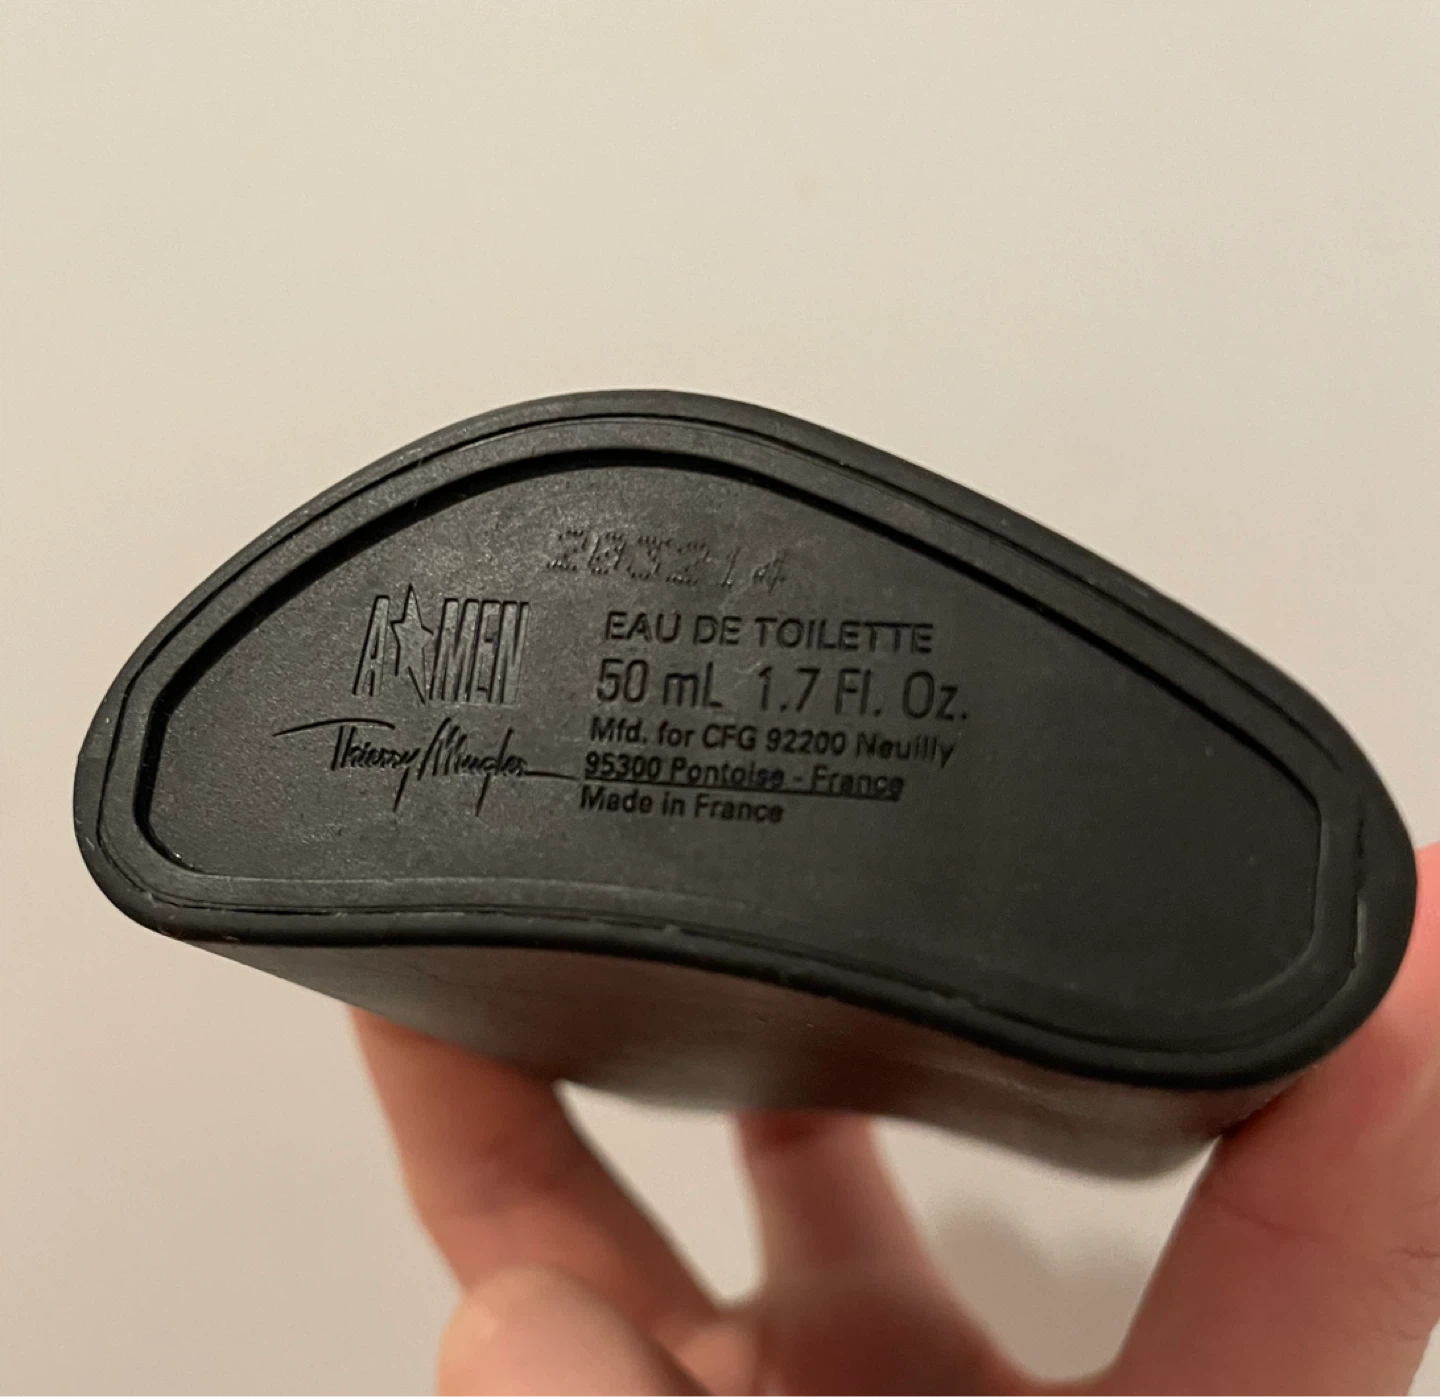 A★MEN
Thierry Mugler
EAU DE TOILETTE
50 mL 1.7 Fl. Oz.
Mfd. for CFG 92200 Neuilly
95300 Pontoise - France
Made in France